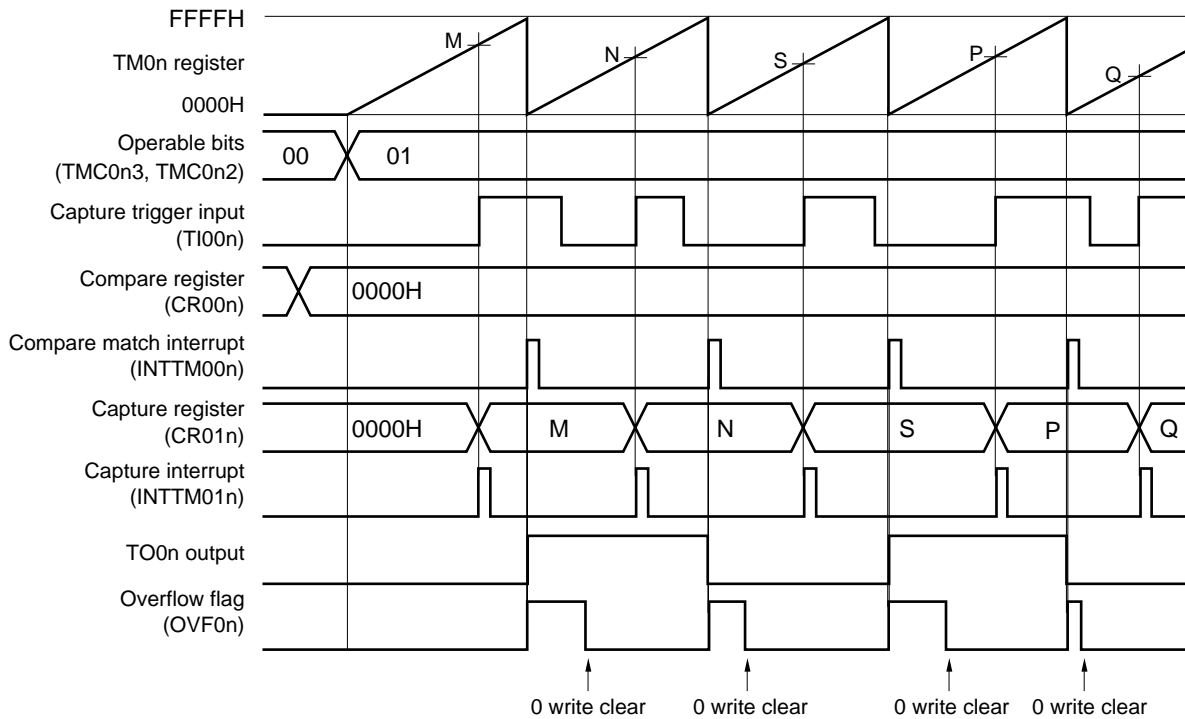 FFFFH
TM0n register
0000H
M
N
S
P
Q
Operable bits
(TMC0n3, TMC0n2)
00
01
Capture trigger input
(TI00n)
Compare register
(CR00n)
0000H
Compare match interrupt
(INTTM00n)
Capture register
(CR01n)
0000H
M
N
S
P
Q
Capture interrupt
(INTTM01n)
TO0n output
Overflow flag
(OVF0n)
0 write clear
0 write clear
0 write clear
0 write clear